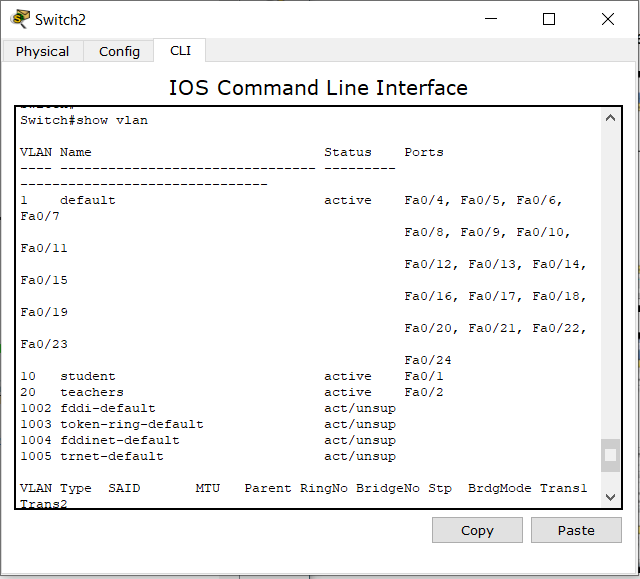 Switch2
Physical Config CLI
IOS Command Line Interface
Switch#show vlan
VLAN Name                             Status    Ports
---- -------------------------------- ---------
-------------------------------
1    default                          active    Fa0/4, Fa0/5, Fa0/6,
Fa0/7
                                                Fa0/8, Fa0/9, Fa0/10,
Fa0/11
                                                Fa0/12, Fa0/13, Fa0/14,
Fa0/15
                                                Fa0/16, Fa0/17, Fa0/18,
Fa0/19
                                                Fa0/20, Fa0/21, Fa0/22,
Fa0/23
                                                Fa0/24
10   student                          active    Fa0/1
20   teachers                         active    Fa0/2
1002 fddi-default                     act/unsup
1003 token-ring-default               act/unsup
1004 fddinet-default                  act/unsup
1005 trnet-default                    act/unsup
VLAN Type  SAID       MTU   Parent RingNo BridgeNo Stp  BrdgMode Trans1
Trans2
Copy Paste